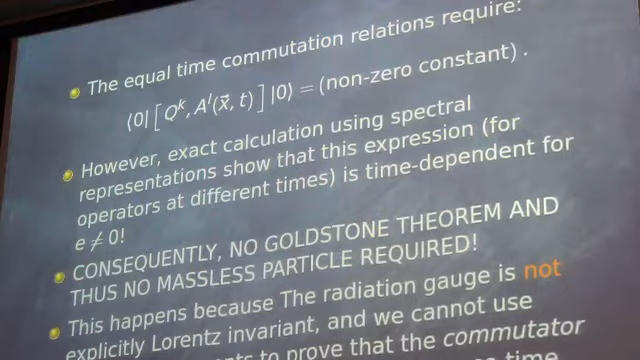 The equal time commutation relations require:
⟨0| [Q^k, A^l(x⃗, t)] |0⟩ = (non-zero constant) .
However, exact calculation using spectral
representations show that this expression (for
operators at different times) is time-dependent for
e ≠ 0!
CONSEQUENTLY, NO GOLDSTONE THEOREM AND
THUS NO MASSLESS PARTICLE REQUIRED!
This happens because The radiation gauge is not
explicitly Lorentz invariant, and we cannot use
to prove that the commutator
time